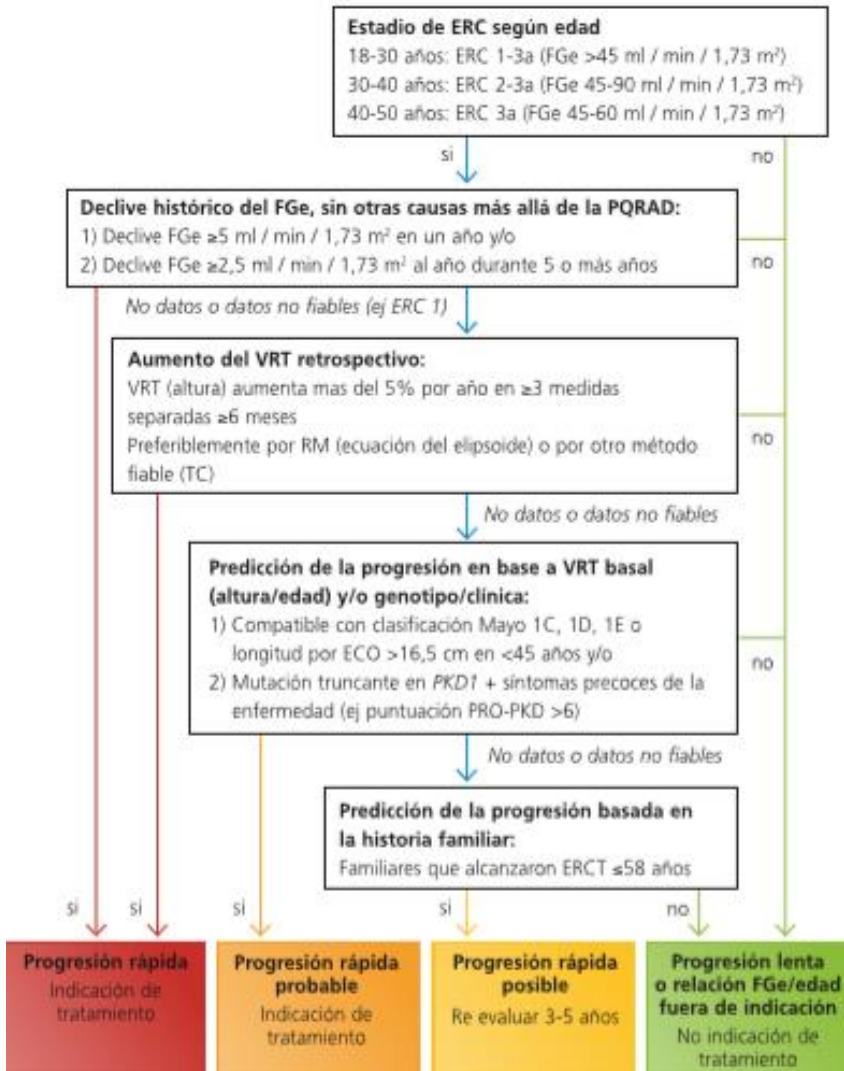 Estadio de ERC según edad
18-30 años: ERC 1-3a (FGe >45 ml / min / 1,73 m²)
30-40 años: ERC 2-3a (FGe 45-90 ml / min / 1,73 m²)
40-50 años: ERC 3a (FGe 45-60 ml / min / 1,73 m²)
si
no
Declive histórico del FGe, sin otras causas más allá de la PQRAD:
1) Declive FGe ≥5 ml / min / 1,73 m² en un año y/o
2) Declive FGe ≥2,5 ml / min / 1,73 m² al año durante 5 o más años
no
No datos o datos no fiables (ej ERC 1)
Aumento del VRT retrospectivo:
VRT (altura) aumenta mas del 5% por año en ≥3 medidas
separadas ≥6 meses
Preferiblemente por RM (ecuación del elipsoide) o por otro método
fiable (TC)
no
No datos o datos no fiables
Predicción de la progresión en base a VRT basal
(altura/edad) y/o genotipo/clínica:
1) Compatible con clasificación Mayo 1C, 1D, 1E o
longitud por ECO >16,5 cm en <45 años y/o
2) Mutación truncante en PKD1 + síntomas precoces de la
enfermedad (ej puntuación PRO-PKD >6)
no
No datos o datos no fiables
Predicción de la progresión basada en
la historia familiar:
Familiares que alcanzaron ERCT ≤58 años
si
si
si
si
no
Progresión rápida
Indicación de
tratamiento
Progresión rápida
probable
Indicación de
tratamiento
Progresión rápida
posible
Re evaluar 3-5 años
Progresión lenta
o relación FGe/edad
fuera de indicación
No indicación de
tratamiento